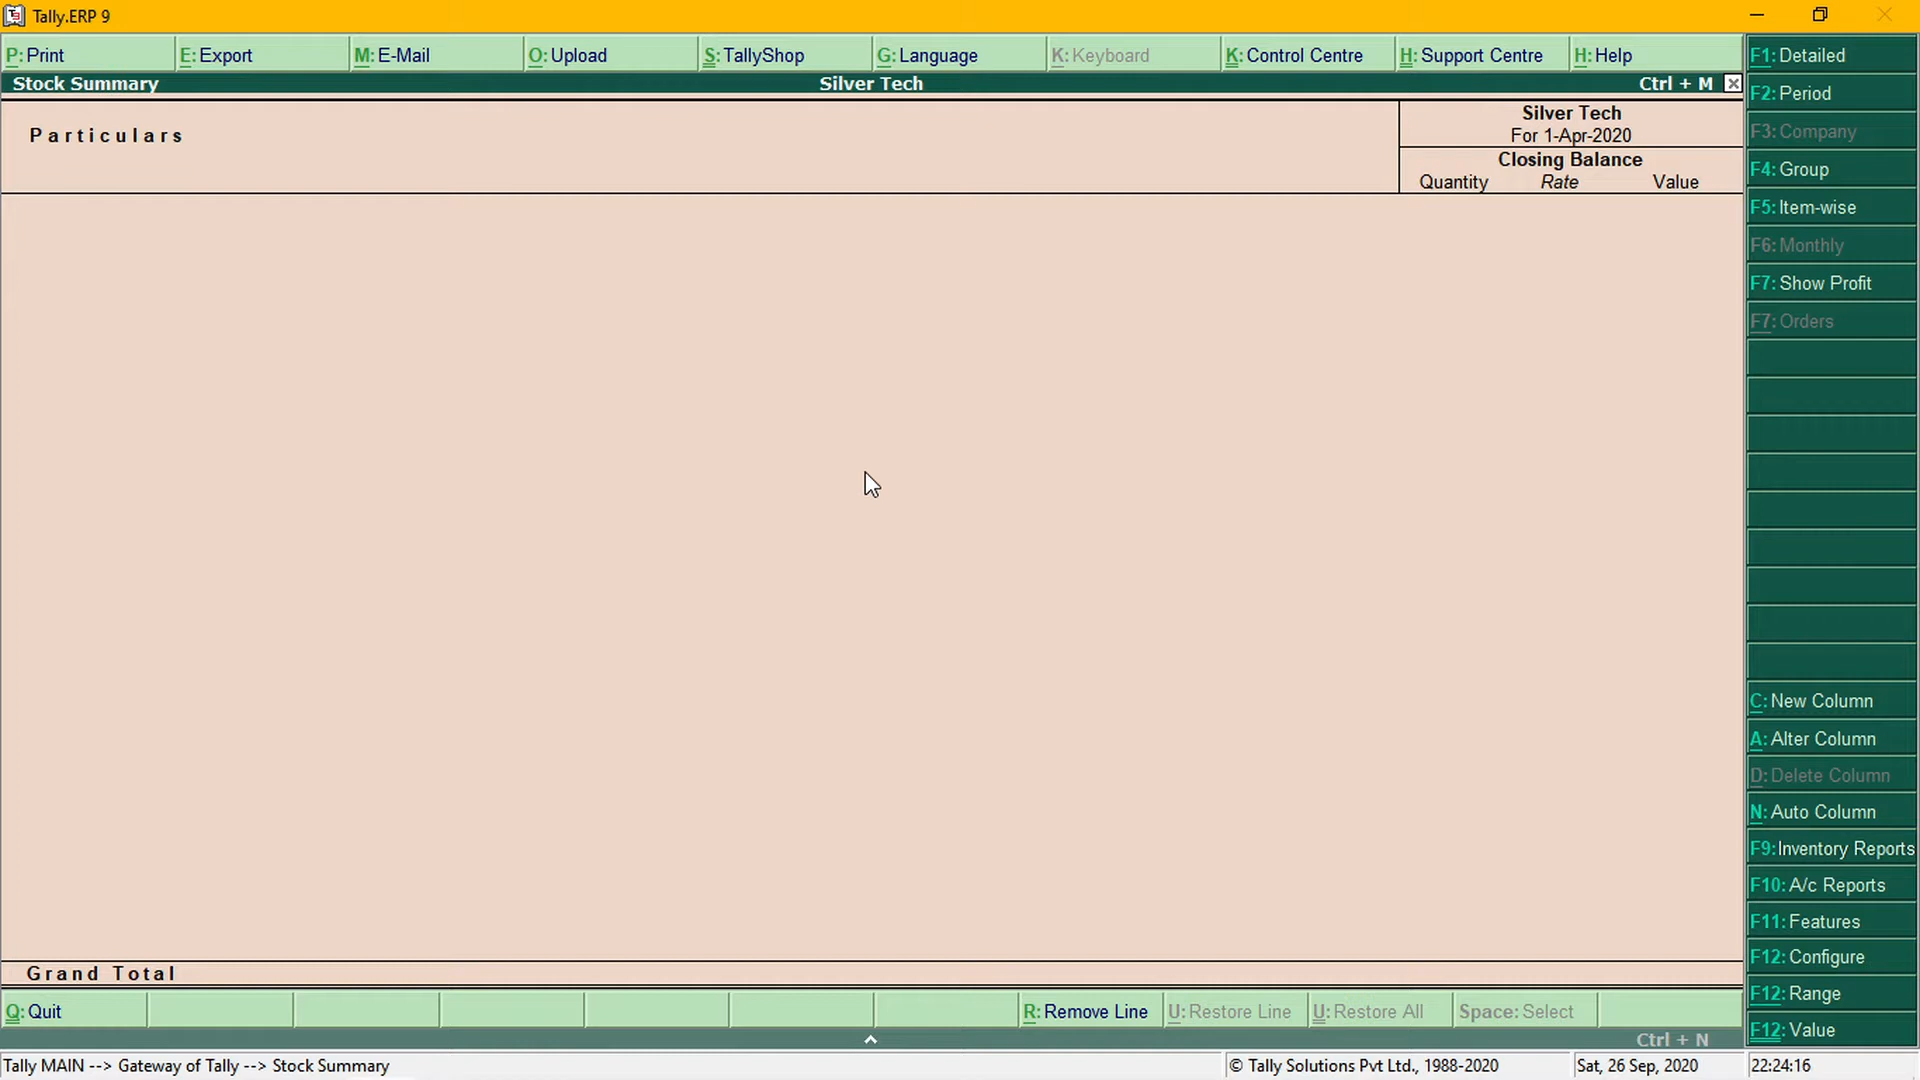 Tally.ERP 9
P: Print E: Export M: E-Mail O: Upload S: TallyShop G: Language K: Keyboard K: Control Centre H: Support Centre H: Help
Stock Summary Silver Tech Ctrl + M
Particulars
Silver Tech
For 1-Apr-2020
Closing Balance
Quantity Rate Value
Grand Total
F1: Detailed
F2: Period
F3: Company
F4: Group
F5: Item-wise
F6: Monthly
F7: Show Profit
F7: Orders
C: New Column
A: Alter Column
D: Delete Column
N: Auto Column
F9: Inventory Reports
F10: A/c Reports
F11: Features
F12: Configure
F12: Range
F12: Value
Q: Quit R: Remove Line U: Restore Line U: Restore All Space: Select
Ctrl + N
Tally MAIN --> Gateway of Tally --> Stock Summary © Tally Solutions Pvt Ltd., 1988-2020 Sat, 26 Sep, 2020 22:24:16